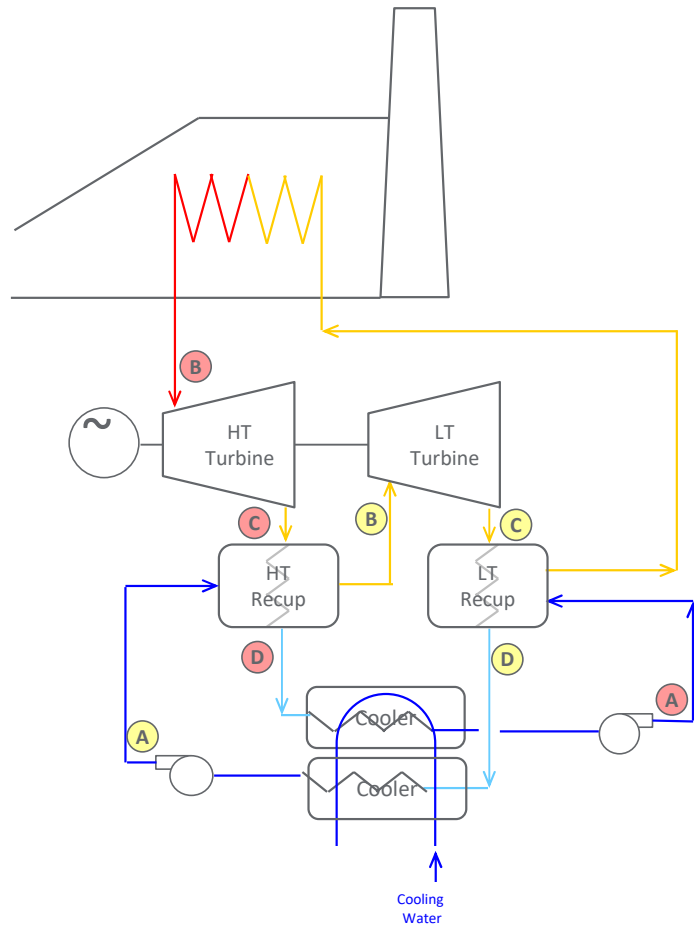 B
~
HT
Turbine
LT
Turbine
C
B
C
HT
Recup
LT
Recup
D
D
A
Cooler
A
Cooler
Cooling
Water